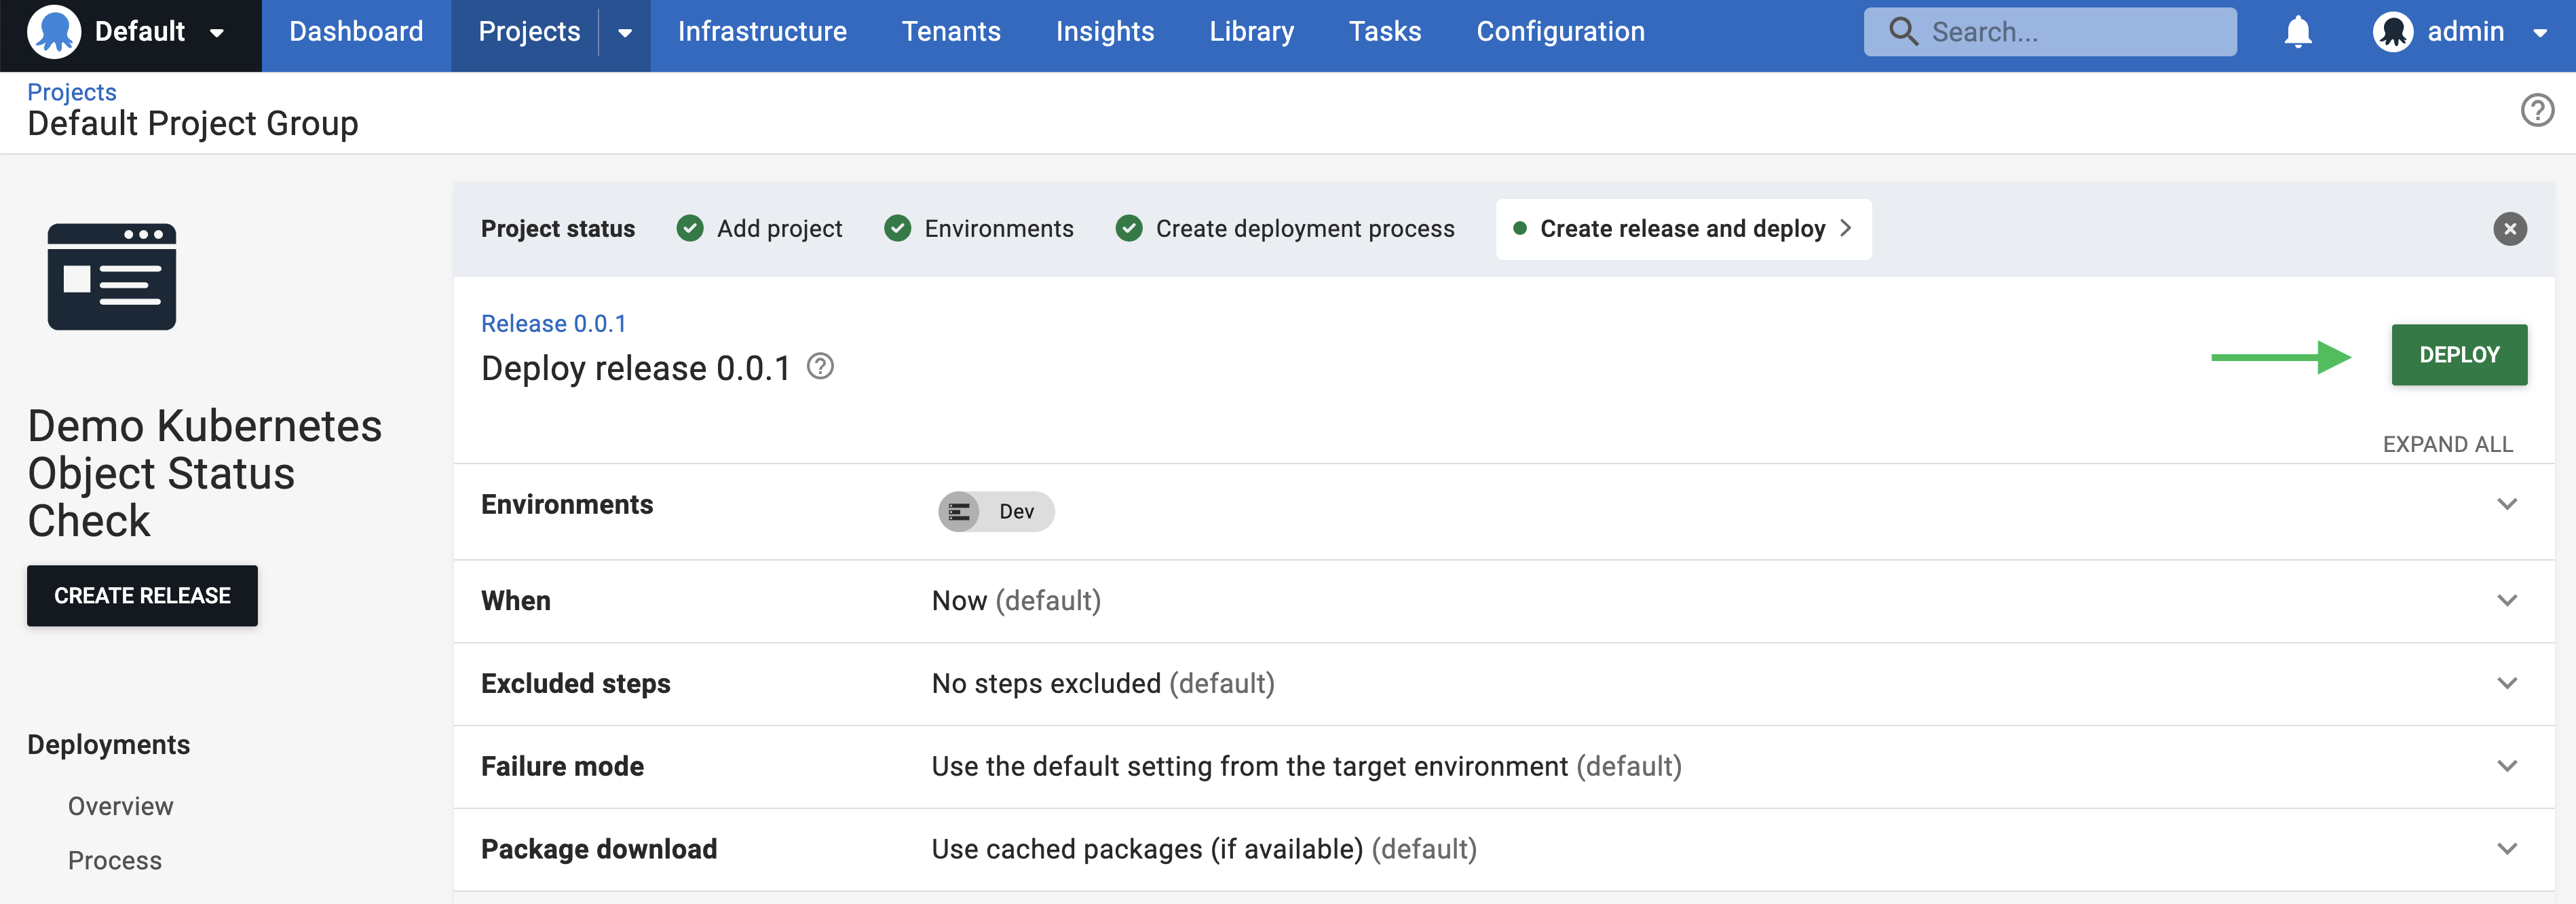 Default Dashboard Projects Infrastructure Tenants Insights Library Tasks Configuration Search... admin
Projects
Default Project Group
Project status Add project Environments Create deployment process Create release and deploy
Release 0.0.1
Deploy release 0.0.1
DEPLOY
EXPAND ALL
Demo Kubernetes
Object Status
Check
CREATE RELEASE
Deployments
Overview
Process
Environments Dev
When Now (default)
Excluded steps No steps excluded (default)
Failure mode Use the default setting from the target environment (default)
Package download Use cached packages (if available) (default)